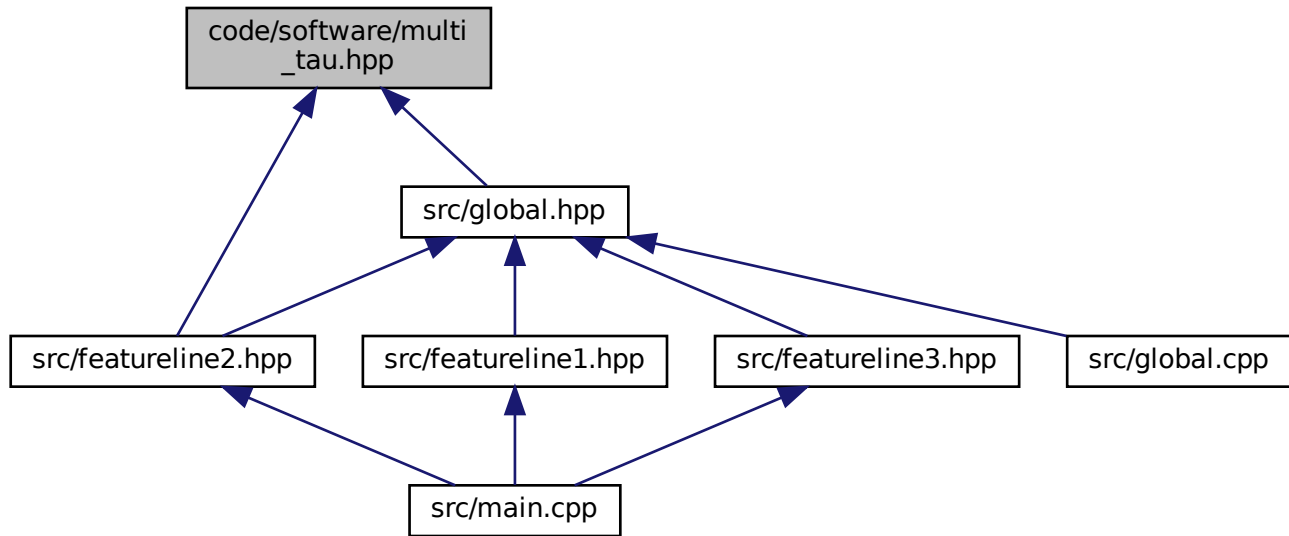 code/software/multi
_tau.hpp
src/global.hpp
src/featureline2.hpp
src/featureline1.hpp
src/featureline3.hpp
src/global.cpp
src/main.cpp